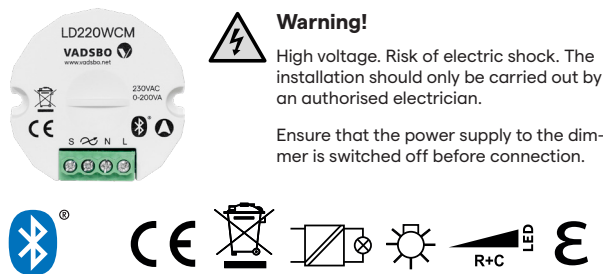 LD220WCM
VADSBO
www.vadsbo.net
230VAC
0-200VA
CE
S N L
Warning!
High voltage. Risk of electric shock. The
installation should only be carried out by
an authorised electrician.
Ensure that the power supply to the dim-
mer is switched off before connection.
®
CE
R+C
LED